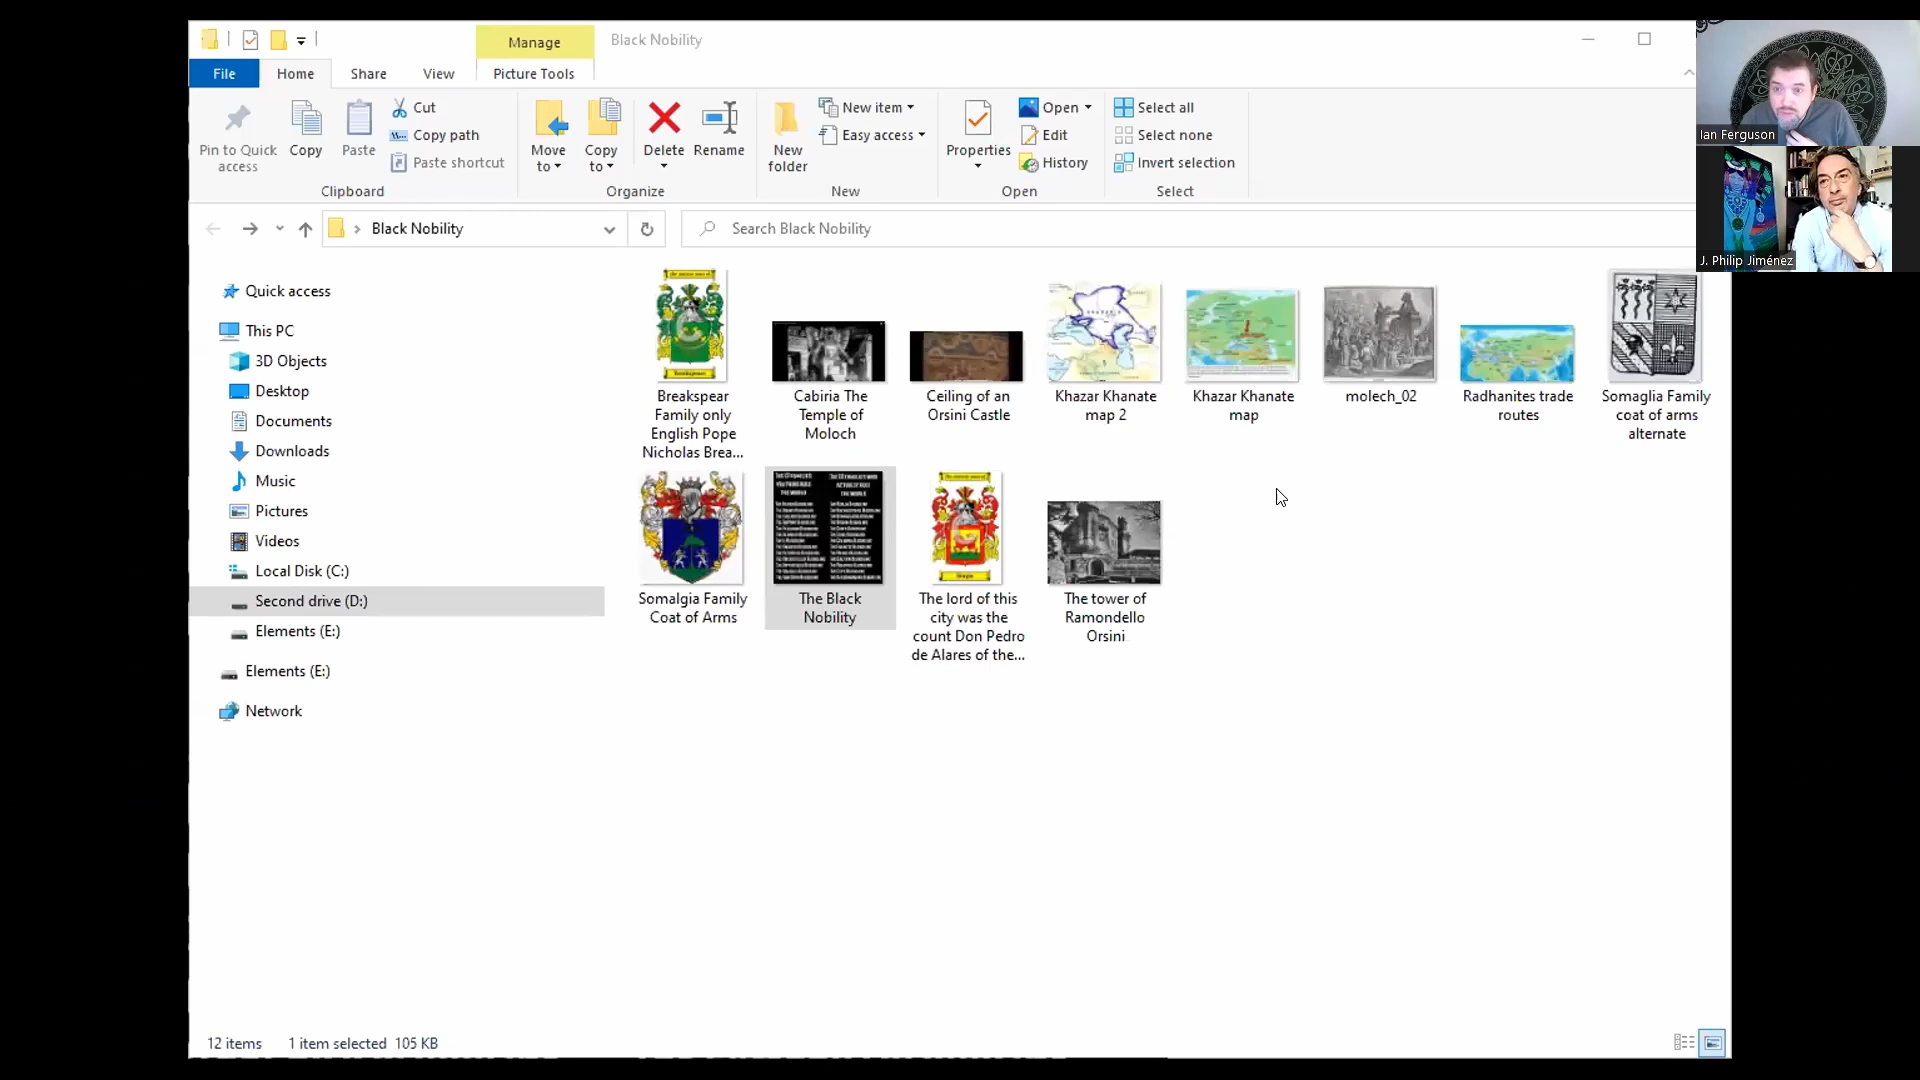 Manage
Black Nobility
File
Home
Share
View
Picture Tools
Pin to Quick
access
Copy
Paste
Cut
Copy path
Paste shortcut
Move
to
Copy
to
Delete
Rename
New
folder
New item
Easy access
Properties
Open
Edit
History
Select all
Select none
Invert selection
Clipboard
Organize
New
Open
Select
Ian Ferguson
J. Philip Jiménez
Black Nobility
Search Black Nobility
Quick access
This PC
3D Objects
Desktop
Documents
Downloads
Music
Pictures
Videos
Local Disk (C:)
Second drive (D:)
Elements (E:)
Elements (E:)
Network
Breakspear
Family only
English Pope
Nicholas Brea...
Cabiria The
Temple of
Moloch
Ceiling of an
Orsini Castle
Khazar Khanate
map 2
Khazar Khanate
map
molech_02
Radhanites trade
routes
Somaglia Family
coat of arms
alternate
Somalgia Family
Coat of Arms
The Black
Nobility
The lord of this
city was the
count Don Pedro
de Alares of the...
The tower of
Ramondello
Orsini
12 items
1 item selected 105 KB